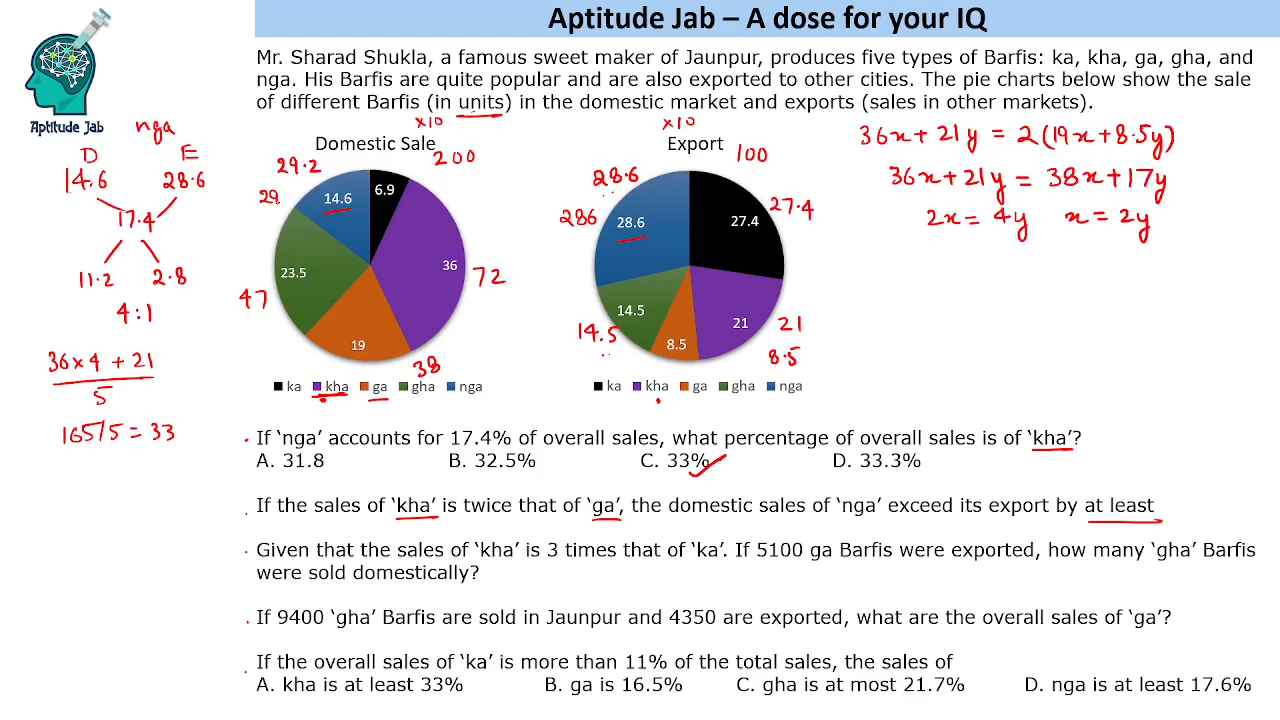 Aptitude Jab – A dose for your IQ
Aptitude Jab
Mr. Sharad Shukla, a famous sweet maker of Jaunpur, produces five types of Barfis: ka, kha, ga, gha, and
nga. His Barfis are quite popular and are also exported to other cities. The pie charts below show the sale
of different Barfis (in units) in the domestic market and exports (sales in other markets).
nga
D E
14.6 28.6
17.4
11.2 2.8
4:1
36 x 4 + 21
5
165/5 = 33
x10
Domestic Sale
200
29.2
29
14.6
6.9
36
72
23.5
47
19
38
ka kha ga gha nga
x10
Export
100
28.6
286
28.6
27.4
27.4
14.5
14.5
21
21
8.5
8.5
ka kha ga gha nga
36x + 21y = 2(19x + 8.5y)
36x + 21y = 38x + 17y
2x = 4y x = 2y
If ‘nga’ accounts for 17.4% of overall sales, what percentage of overall sales is of ‘kha’?
A. 31.8 B. 32.5% C. 33% D. 33.3%
If the sales of ‘kha’ is twice that of ‘ga’, the domestic sales of ‘nga’ exceed its export by at least
Given that the sales of ‘kha’ is 3 times that of ‘ka’. If 5100 ga Barfis were exported, how many ‘gha’ Barfis
were sold domestically?
If 9400 ‘gha’ Barfis are sold in Jaunpur and 4350 are exported, what are the overall sales of ‘ga’?
If the overall sales of ‘ka’ is more than 11% of the total sales, the sales of
A. kha is at least 33% B. ga is 16.5% C. gha is at most 21.7% D. nga is at least 17.6%